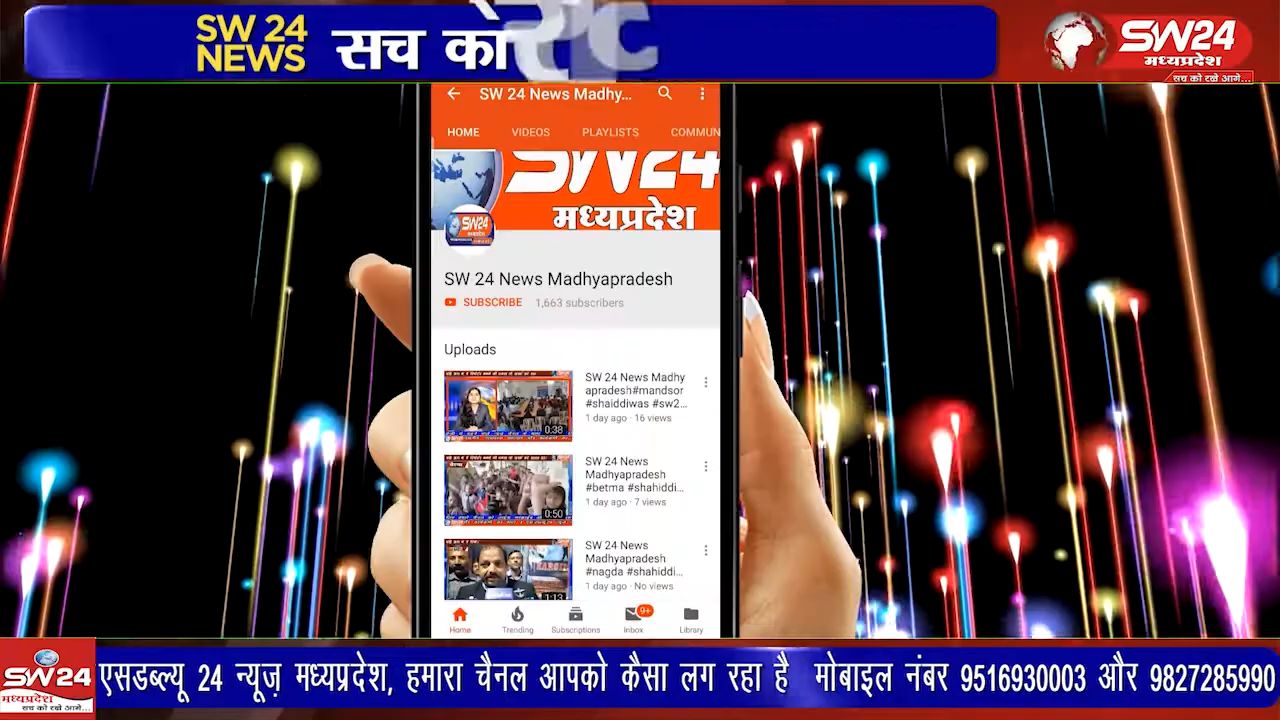 SW 24
NEWS
सच को
SW24
मध्यप्रदेश
सच को रखे आगे...
SW 24 News Madhy...
HOME VIDEOS PLAYLISTS COMMUN
SW24
मध्यप्रदेश
SW24
SW 24 News Madhyapradesh
SUBSCRIBE 1,663 subscribers
Uploads
SW 24 News Madhy
apradesh#mandsor
#shaiddiwas #sw2...
1 day ago · 16 views
0:38
SW 24 News
Madhyapradesh
#betma #shahiddi...
1 day ago · 7 views
0:50
SW 24 News
Madhyapradesh
#nagda #shahiddi...
1 day ago · No views
1:13
9+
Home Trending Subscriptions Inbox Library
SW24
मध्यप्रदेश
सच को रखे आगे...
एसडब्ल्यू 24 न्यूज़ मध्यप्रदेश, हमारा चैनल आपको कैसा लग रहा है मोबाइल नंबर 9516930003 और 9827285990